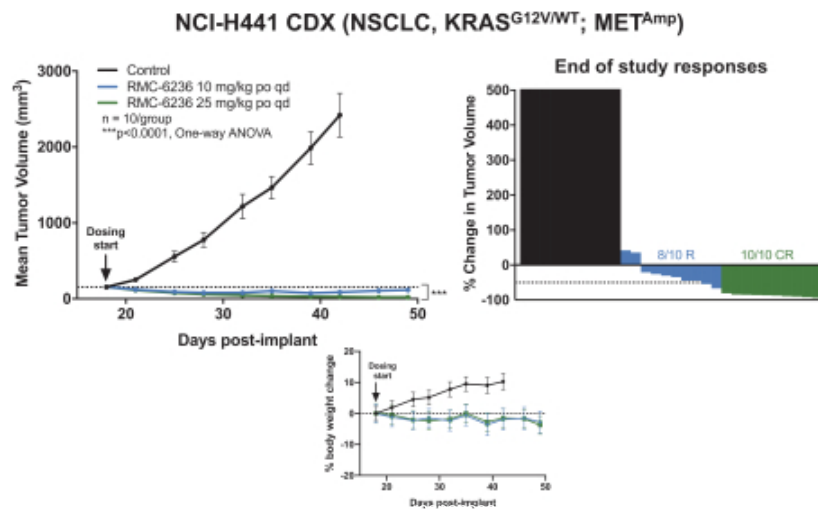 NCI-H441 CDX (NSCLC, KRAS^G12V/WT; MET^Amp)
Mean Tumor Volume (mm³)
3000
2000
1000
0
Control
RMC-6236 10 mg/kg po qd
RMC-6236 25 mg/kg po qd
n = 10/group
***p<0.0001, One-way ANOVA
Dosing
start
***
20
30
40
50
Days post-implant
End of study responses
% Change in Tumor Volume
500
400
300
200
100
0
-100
8/10 R
10/10 CR
% body weight change
20
10
0
-10
-20
Dosing
start
20
30
40
50
Days post-implant